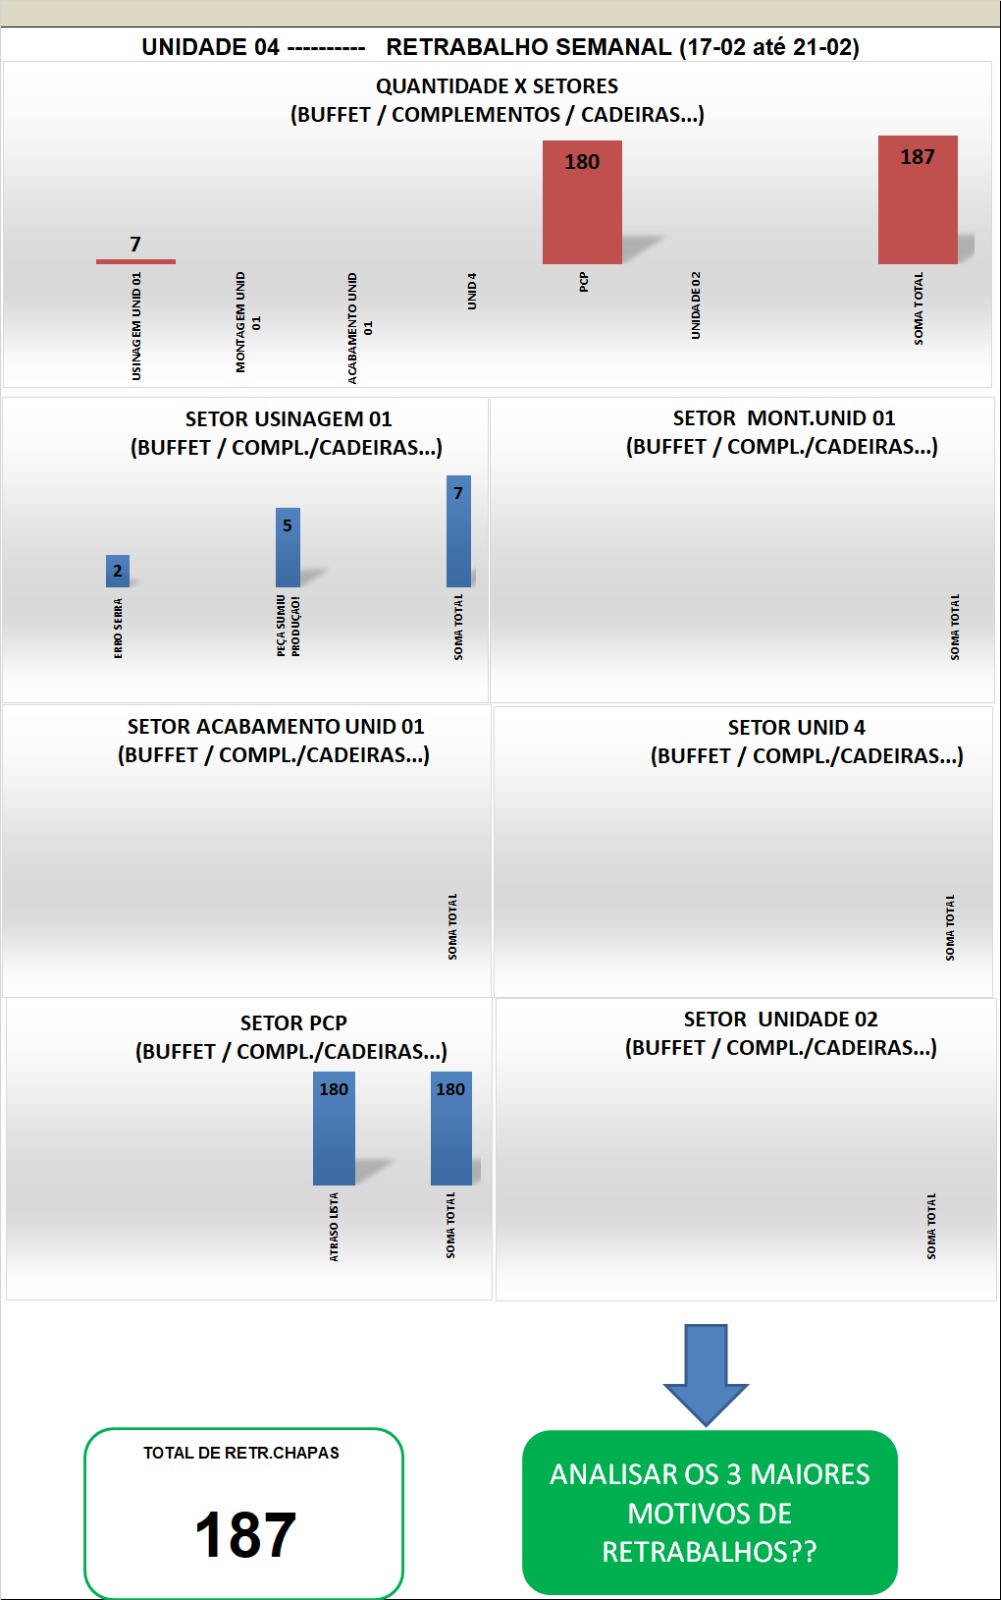 UNIDADE 04 ---------- RETRABALHO SEMANAL (17-02 até 21-02)
QUANTIDADE X SETORES
(BUFFET / COMPLEMENTOS / CADEIRAS...)
7
180
187
USINAGEM UNID 01
MONTAGEM UNID
01
ACABAMENTO UNID
01
UNID 4
PCP
UNIDADE 02
SOMA TOTAL
SETOR USINAGEM 01
(BUFFET / COMPL./CADEIRAS...)
2
5
7
ERRO SERRA
PEÇA SUMIU
PRODUÇAO!
SOMA TOTAL
SETOR MONT.UNID 01
(BUFFET / COMPL./CADEIRAS...)
SOMA TOTAL
SETOR ACABAMENTO UNID 01
(BUFFET / COMPL./CADEIRAS...)
SOMA TOTAL
SETOR UNID 4
(BUFFET / COMPL./CADEIRAS...)
SOMA TOTAL
SETOR PCP
(BUFFET / COMPL./CADEIRAS...)
180
180
ATRASO LISTA
SOMA TOTAL
SETOR UNIDADE 02
(BUFFET / COMPL./CADEIRAS...)
SOMA TOTAL
TOTAL DE RETR.CHAPAS
187
ANALISAR OS 3 MAIORES
MOTIVOS DE
RETRABALHOS??